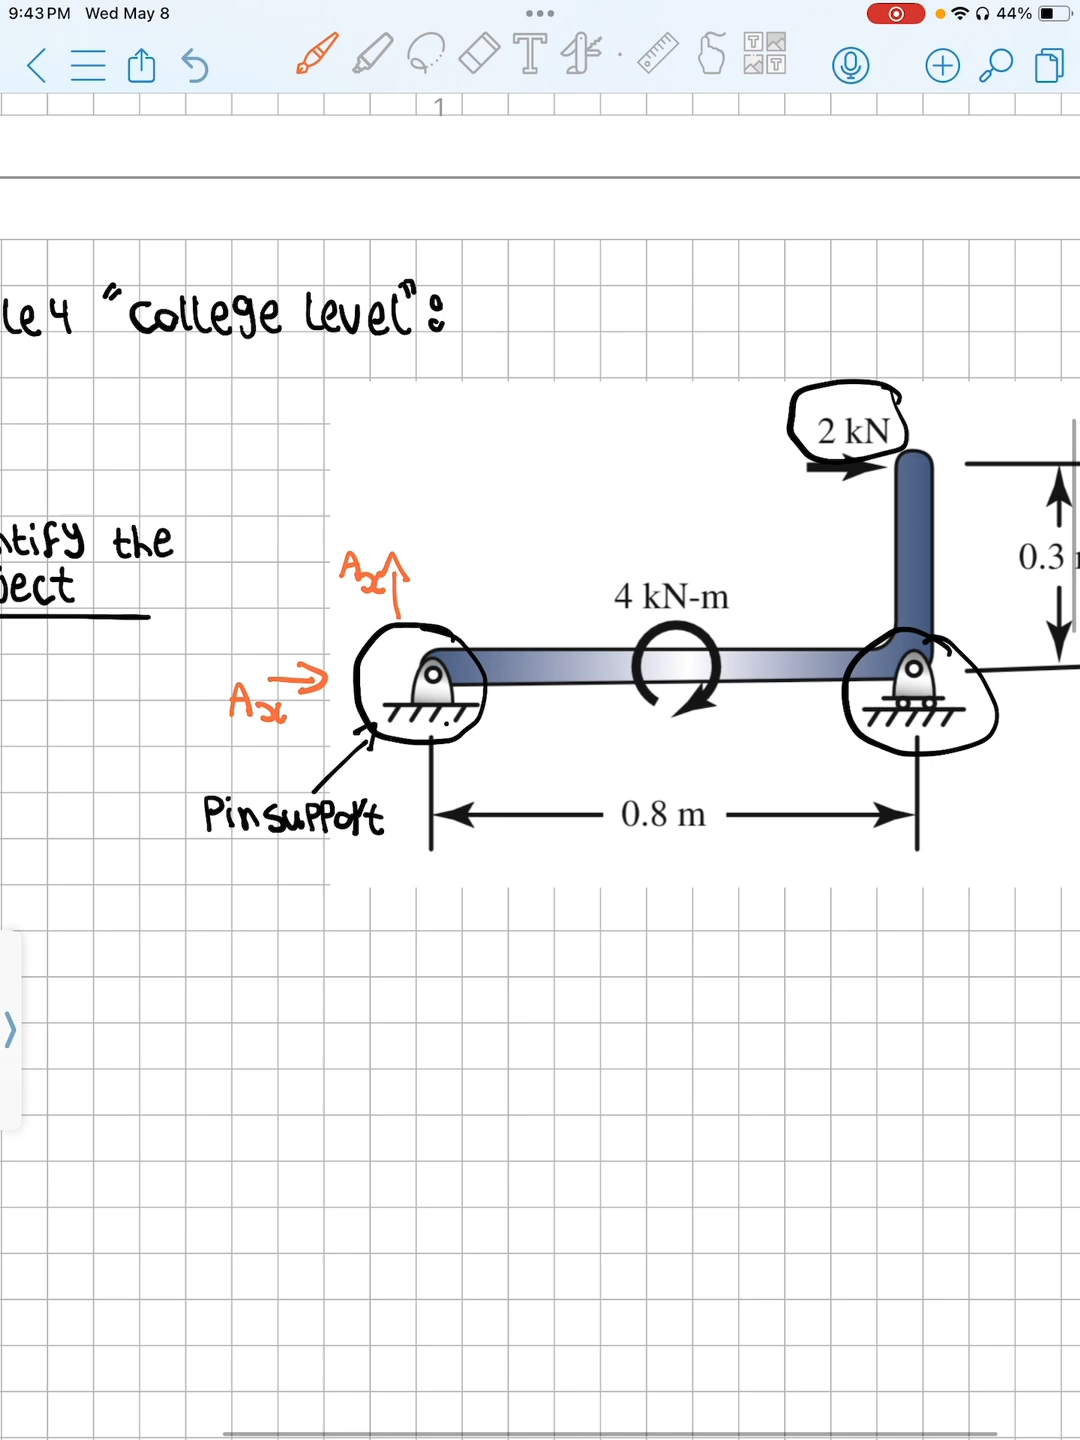 9:43 PM Wed May 8
44%
1
le 4 "college level":
2 kN
ntify the
ject
0.3
Ax
4 kN-m
Ax
Pin support
0.8 m